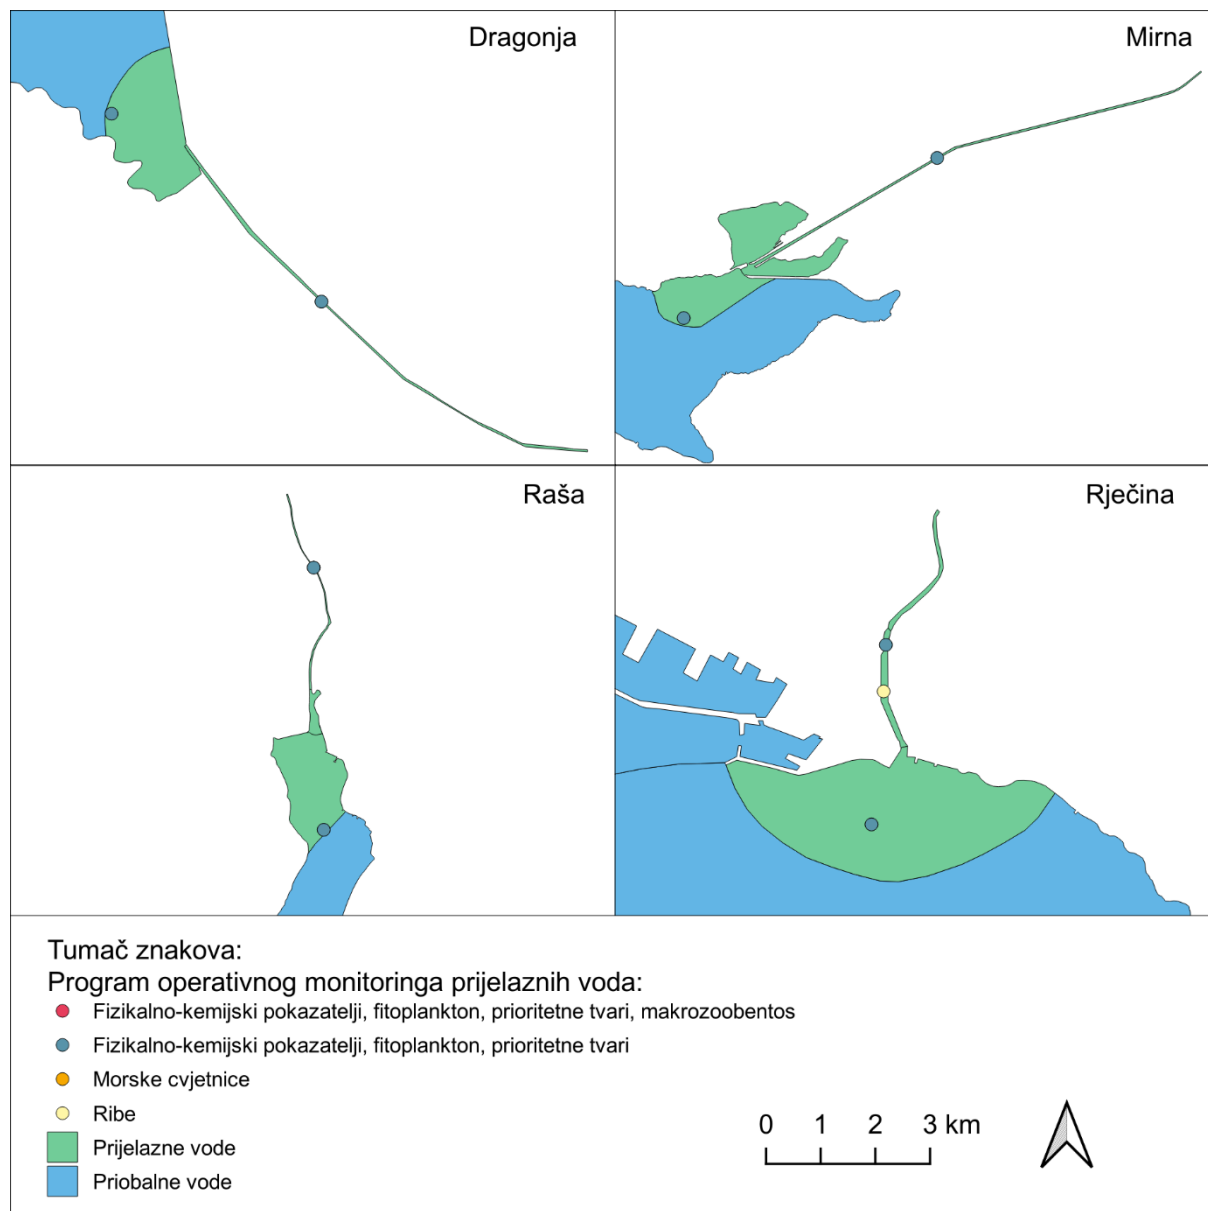 Dragonja
Mirna
Raša
Rječina
Tumač znakova:
Program operativnog monitoringa prijelaznih voda:
Fizikalno-kemijski pokazatelji, fitoplankton, prioritetne tvari, makrozoobentos
Fizikalno-kemijski pokazatelji, fitoplankton, prioritetne tvari
Morske cvjetnice
Ribe
Prijelazne vode
Priobalne vode
0 1 2 3 km